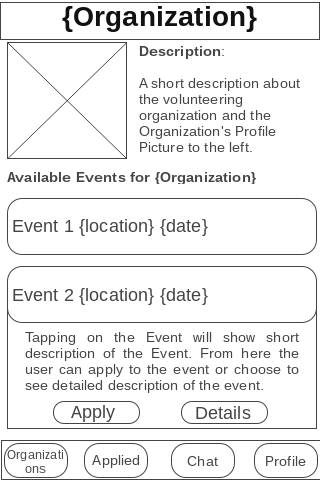 {Organization}
Description:
A short description about
the volunteering
organization and the
Organization's Profile
Picture to the left.
Available Events for {Organization}
Event 1 {location} {date}
Event 2 {location} {date}
Tapping on the Event will show short
description of the Event. From here the
user can apply to the event or choose to
see detailed description of the event.
Apply Details
Organizati
ons
Applied Chat Profile